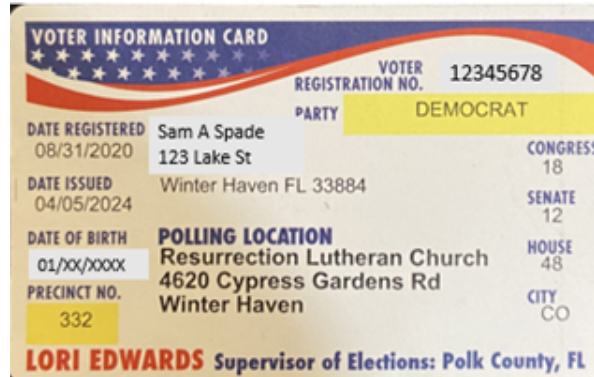 VOTER INFORMATION CARD
VOTER
REGISTRATION NO. 12345678
PARTY DEMOCRAT
DATE REGISTERED
08/31/2020
Sam A Spade
123 Lake St
Winter Haven FL 33884
DATE ISSUED
04/05/2024
DATE OF BIRTH
01/XX/XXXX
PRECINCT NO.
332
POLLING LOCATION
Resurrection Lutheran Church
4620 Cypress Gardens Rd
Winter Haven
CONGRESS
18
SENATE
12
HOUSE
48
CITY
CO
LORI EDWARDS Supervisor of Elections: Polk County, FL